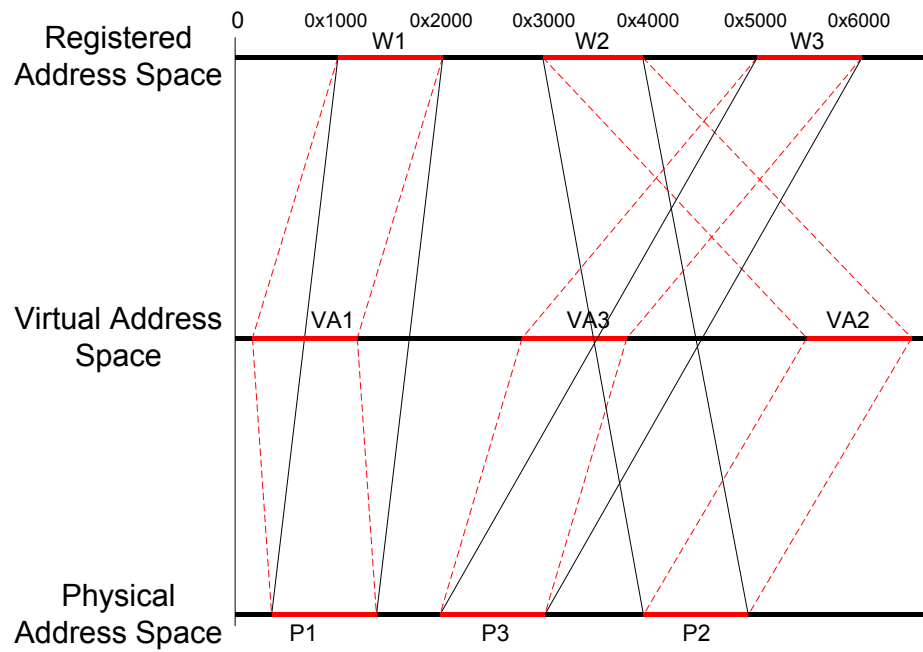 0 0x1000 0x2000 0x3000 0x4000 0x5000 0x6000
Registered
Address Space
W1 W2 W3
Virtual Address
Space
VA1 VA3 VA2
Physical
Address Space
P1 P3 P2